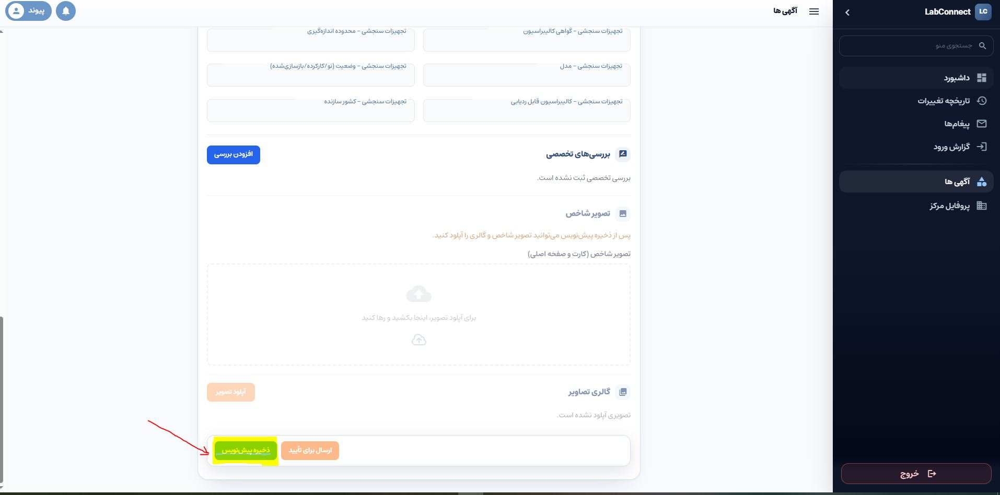 LabConnect
LC
جستجوی منو
داشبورد
تاریخچه تغییرات
پیغام‌ها
گزارش ورود
آگهی ها
پروفایل مرکز
خروج
آگهی ها
پیوند
تجهیزات سنجشی - گواهی کالیبراسیون
تجهیزات سنجشی - محدوده اندازه‌گیری
تجهیزات سنجشی - مدل
تجهیزات سنجشی - وضعیت (نو/کارکرده/بازسازی‌شده)
تجهیزات سنجشی - کالیبراسیون قابل ردیابی
تجهیزات سنجشی - کشور سازنده
بررسی‌های تخصصی
افزودن بررسی
بررسی تخصصی ثبت نشده است.
تصویر شاخص
پس از ذخیره پیش‌نویس می‌توانید تصویر شاخص و گالری را آپلود کنید.
تصویر شاخص (کارت و صفحه اصلی)
برای آپلود تصویر، اینجا بکشید و رها کنید
گالری تصاویر
آپلود تصویر
تصویری آپلود نشده است.
ارسال برای تأیید
ذخیره پیش‌نویس